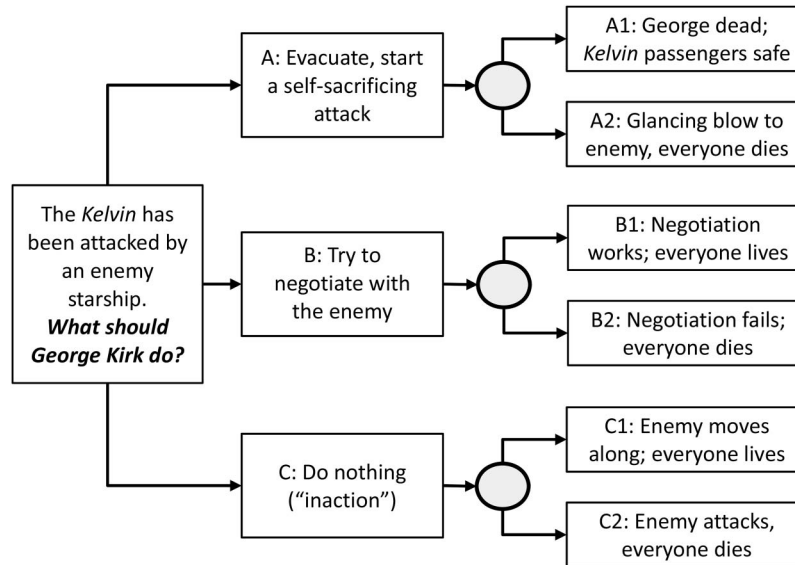 The Kelvin has
been attacked by
an enemy
starship.
What should
George Kirk do?
A: Evacuate, start
a self-sacrificing
attack
A1: George dead;
Kelvin passengers safe
A2: Glancing blow to
enemy, everyone dies
B: Try to
negotiate with
the enemy
B1: Negotiation
works; everyone lives
B2: Negotiation fails;
everyone dies
C: Do nothing
(“inaction”)
C1: Enemy moves
along; everyone lives
C2: Enemy attacks,
everyone dies